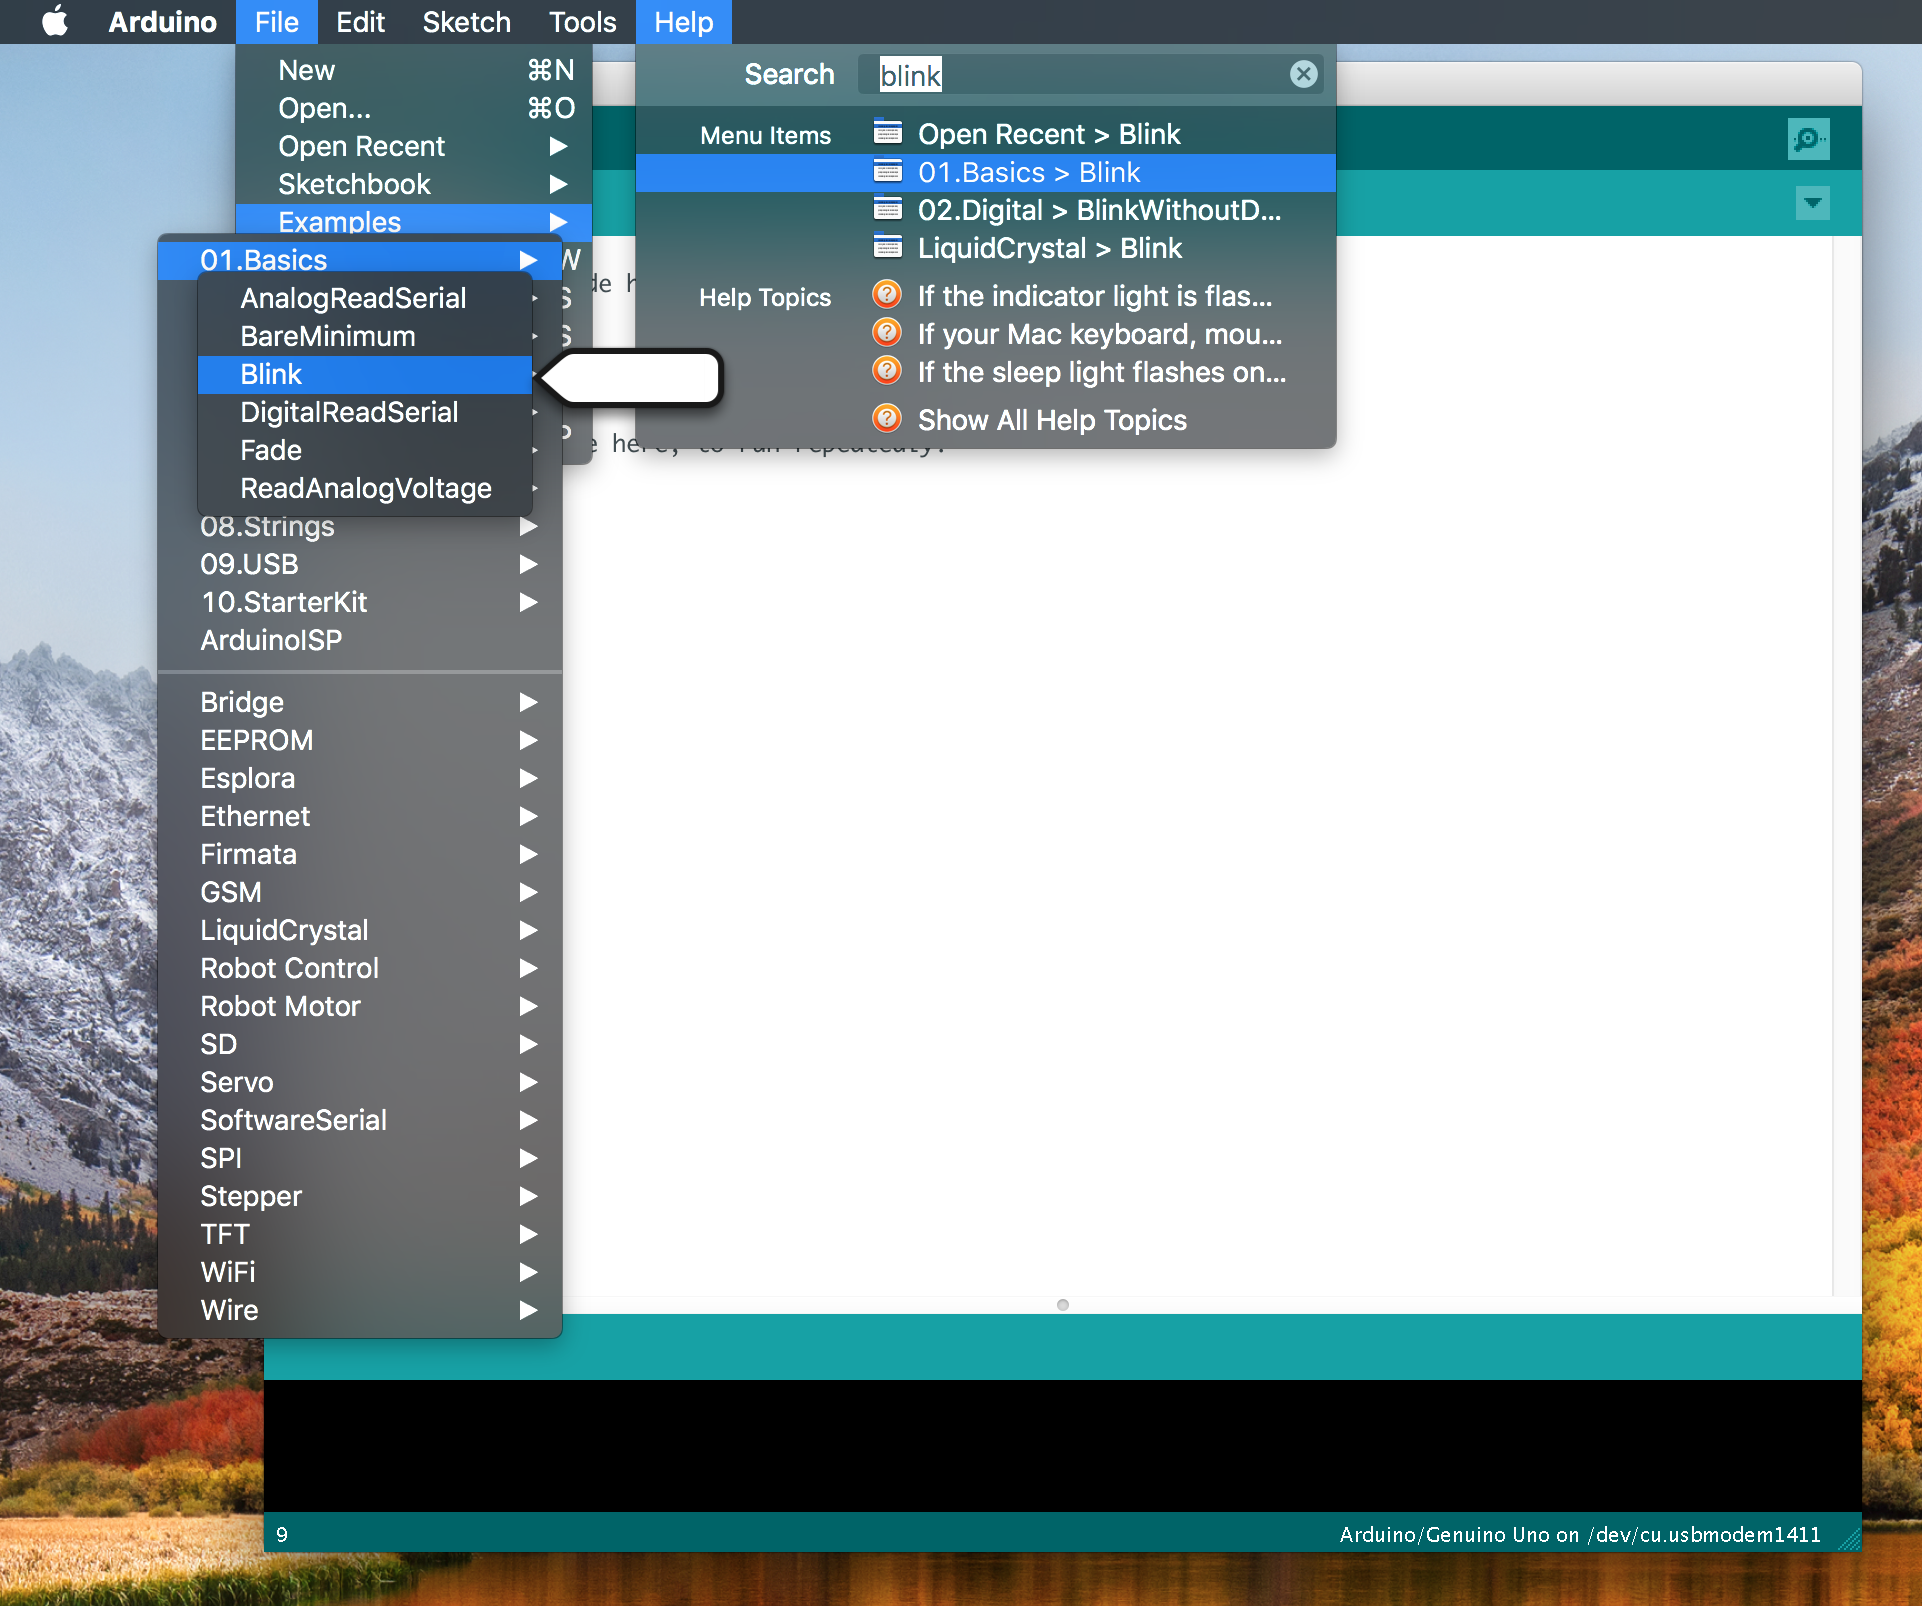 Arduino File Edit Sketch Tools Help
New ⌘N
Open... ⌘O
Open Recent
Sketchbook
Examples
01.Basics
AnalogReadSerial
BareMinimum
Blink
DigitalReadSerial
Fade
ReadAnalogVoltage
08.Strings
09.USB
10.StarterKit
ArduinoISP
Bridge
EEPROM
Esplora
Ethernet
Firmata
GSM
LiquidCrystal
Robot Control
Robot Motor
SD
Servo
SoftwareSerial
SPI
Stepper
TFT
WiFi
Wire
Search blink
Menu Items Open Recent > Blink
01.Basics > Blink
02.Digital > BlinkWithoutD...
LiquidCrystal > Blink
Help Topics If the indicator light is flas...
If your Mac keyboard, mou...
If the sleep light flashes on...
Show All Help Topics
W
9
Arduino/Genuino Uno on /dev/cu.usbmodem1411